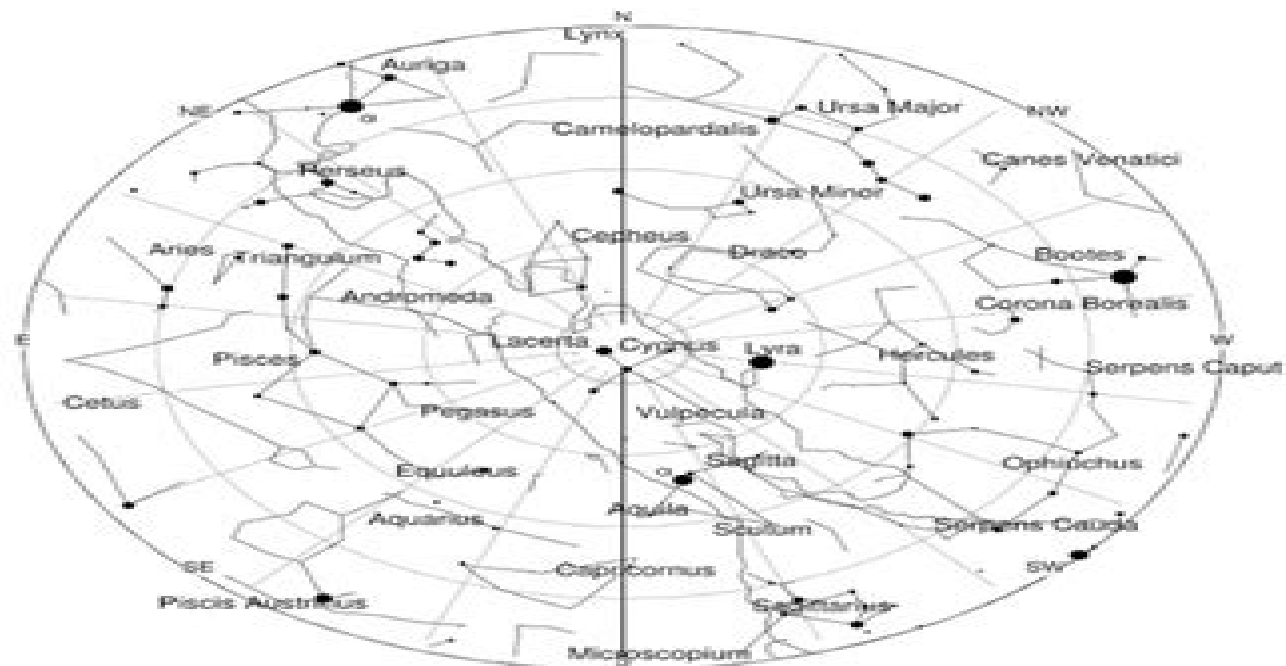 N
Lynx
Auriga
NE
α
Ursa Major
NW
Camelopardalis
Canes Venatici
Perseus
Ursa Minor
Cepheus
Aries
Triangulum
Draco
Bootes
Andromeda
Corona Borealis
E
Lacerta
Cygnus
Lyra
W
Pisces
Hercules
Serpens Caput
Cetus
Pegasus
Vulpecula
Equuleus
α
Sagitta
Ophiuchus
Aquarius
Aquila
Scutum
Serpens Cauda
SE
Capricornus
SW
Piscis Austrinus
Sagittarius
Microscopium